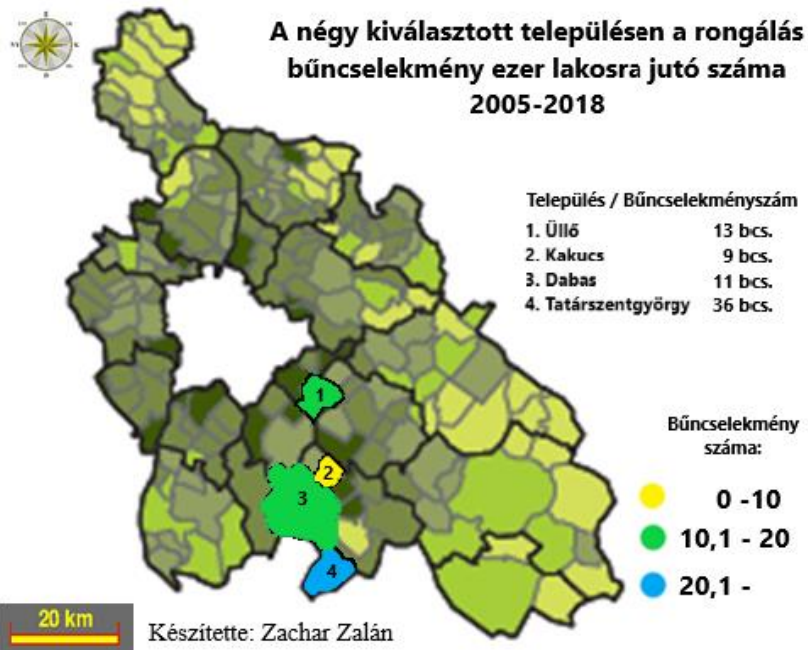 A négy kiválasztott településen a rongálás
bűncselekmény ezer lakosra jutó száma
2005-2018
Település / Bűncselekményszám
1. Üllő 13 bcs.
2. Kakucs 9 bcs.
3. Dabas 11 bcs.
4. Tatárszentgyörgy 36 bcs.
1
2
3
4
Bűncselekmény
száma:
0 -10
10,1 - 20
20,1 -
20 km
Készítette: Zachar Zalán